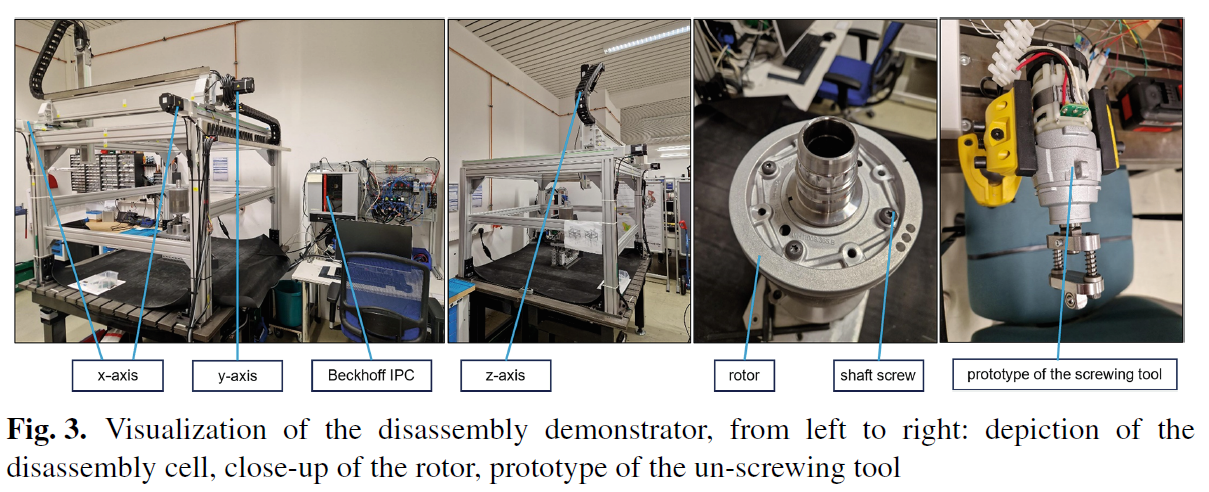 x-axis
y-axis
Beckhoff IPC
z-axis
rotor
shaft screw
prototype of the screwing tool
Fig. 3. Visualization of the disassembly demonstrator, from left to right: depiction of the
disassembly cell, close-up of the rotor, prototype of the un-screwing tool